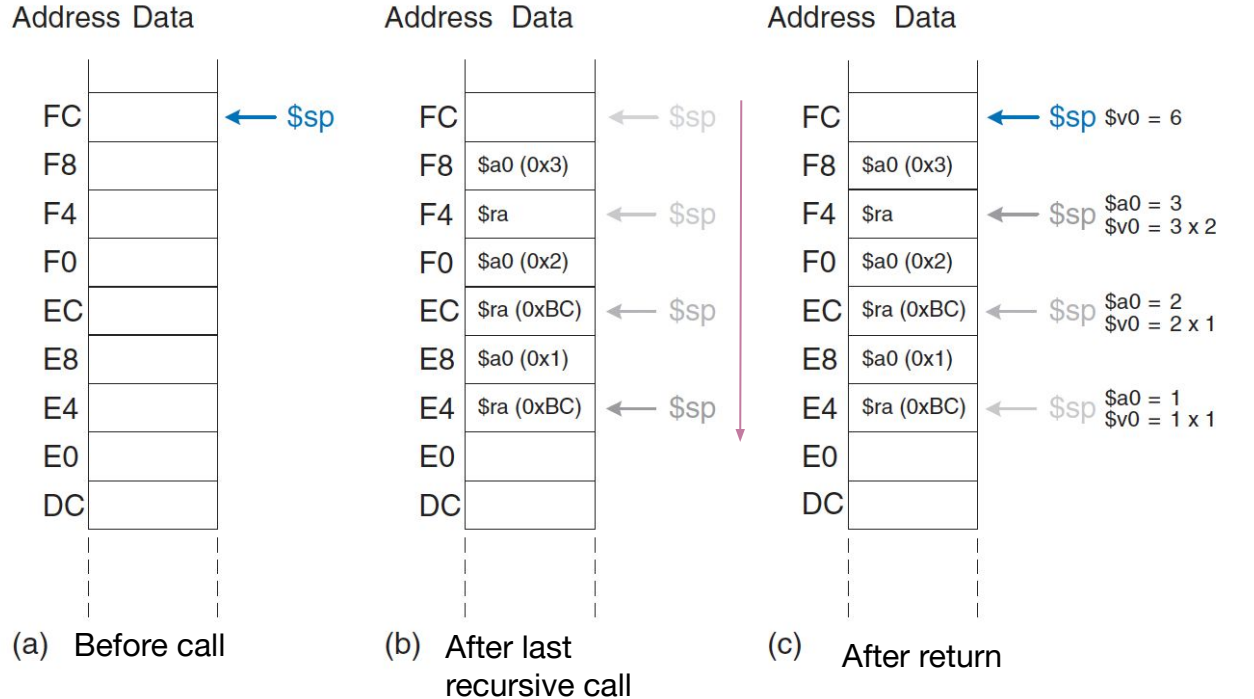 Address Data
FC
$sp
F8
F4
F0
EC
E8
E4
E0
DC
(a) Before call
Address Data
FC
$sp
F8 $a0 (0x3)
F4 $ra
$sp
F0 $a0 (0x2)
EC $ra (0xBC)
$sp
E8 $a0 (0x1)
E4 $ra (0xBC)
$sp
E0
DC
(b) After last
recursive call
Address Data
FC
$sp $v0 = 6
F8 $a0 (0x3)
F4 $ra
$sp
$a0 = 3
$v0 = 3 x 2
F0 $a0 (0x2)
EC $ra (0xBC)
$sp
$a0 = 2
$v0 = 2 x 1
E8 $a0 (0x1)
E4 $ra (0xBC)
$sp
$a0 = 1
$v0 = 1 x 1
E0
DC
(c) After return